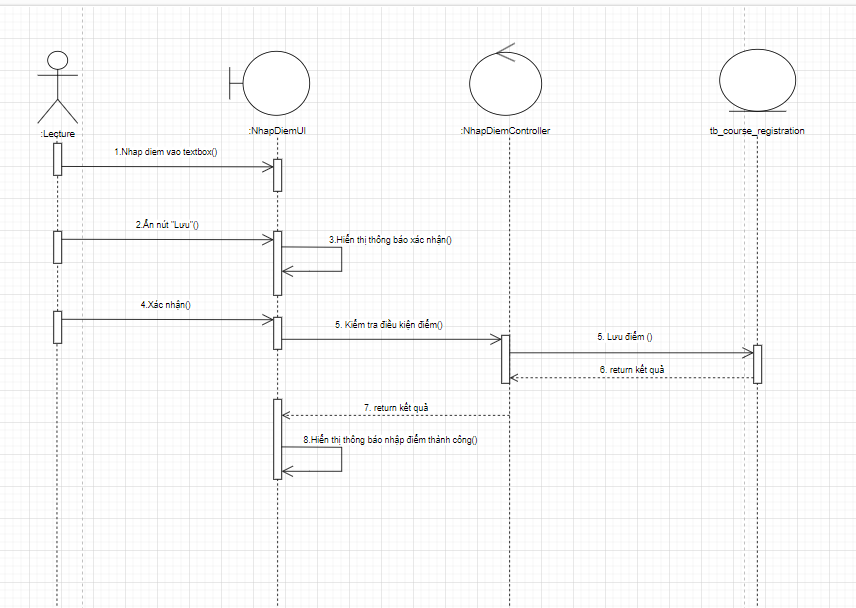 :Lecture
:NhapDiemUI
:NhapDiemController
tb_course_registration
1.Nhap diem vao textbox()
2.Ấn nút "Lưu"()
3.Hiển thị thông báo xác nhận()
4.Xác nhận()
5. Kiểm tra điều kiện điểm()
5. Lưu điểm ()
6. return kết quả
7. return kết quả
8.Hiển thị thông báo nhập điểm thành công()